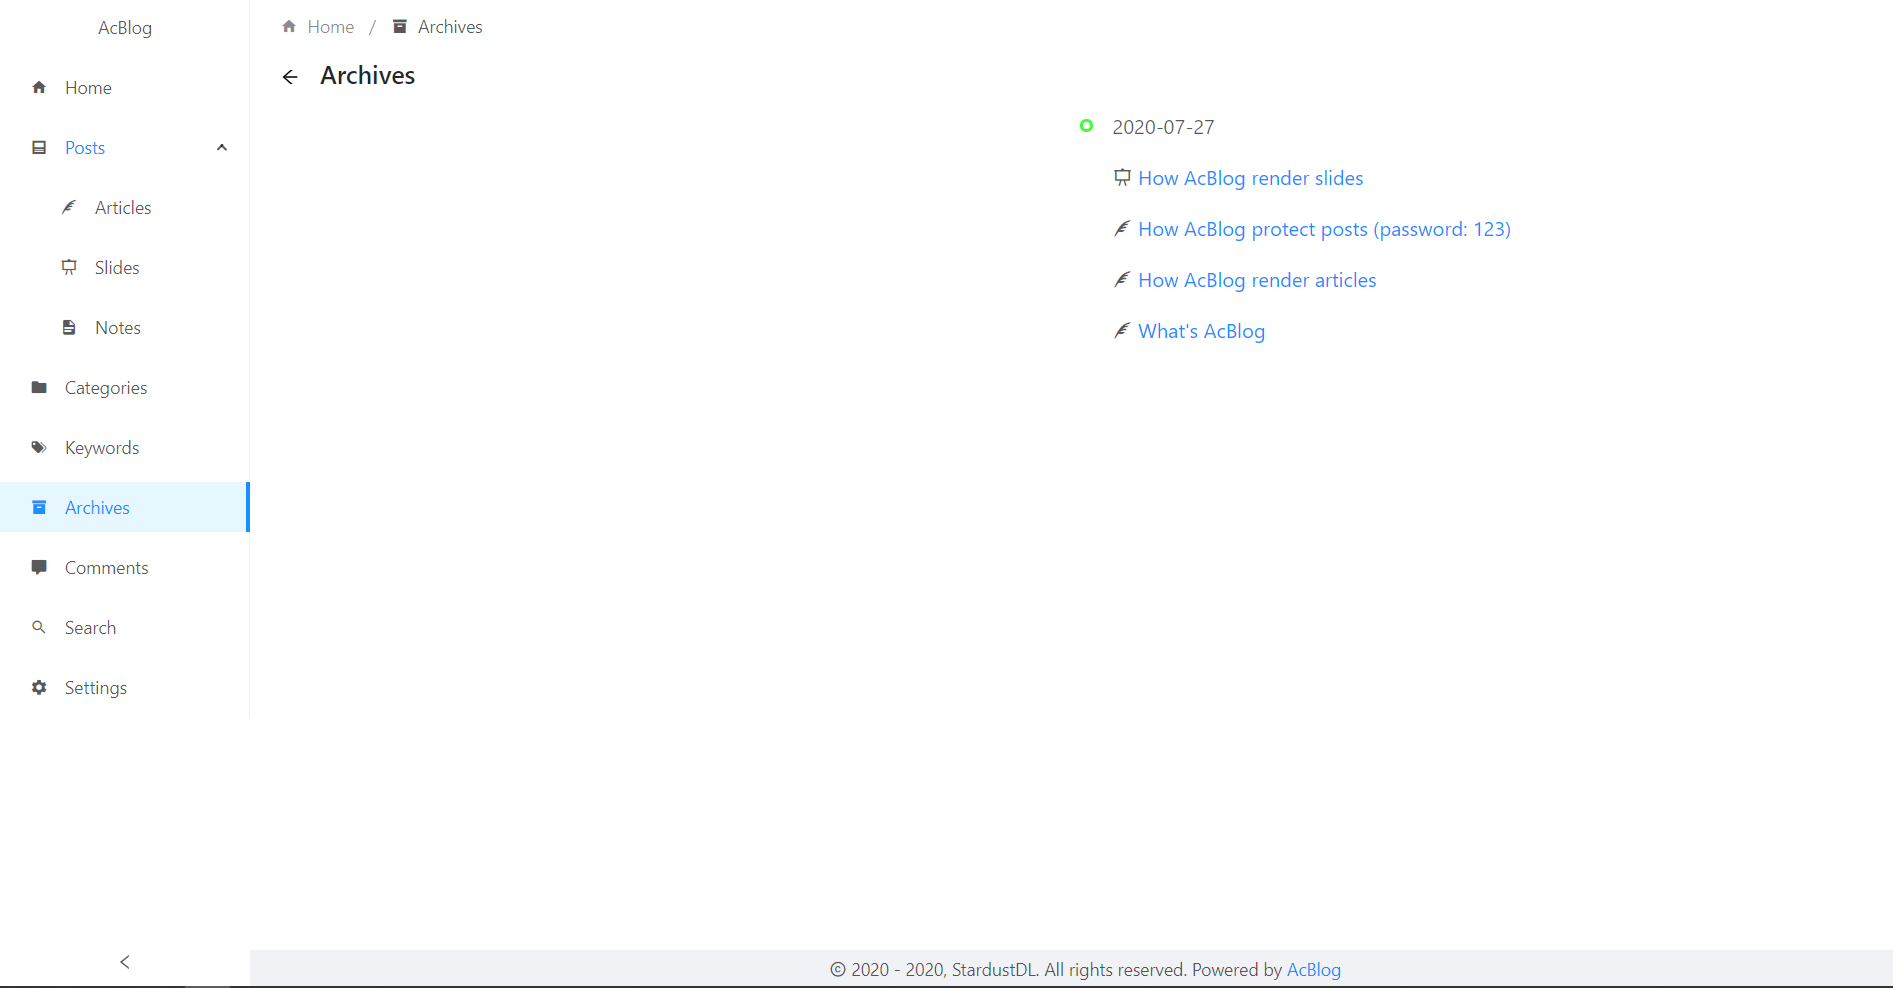 AcBlog
Home
Posts
Articles
Slides
Notes
Categories
Keywords
Archives
Comments
Search
Settings
Home / Archives
Archives
2020-07-27
How AcBlog render slides
How AcBlog protect posts (password: 123)
How AcBlog render articles
What's AcBlog
© 2020 - 2020, StardustDL. All rights reserved. Powered by AcBlog